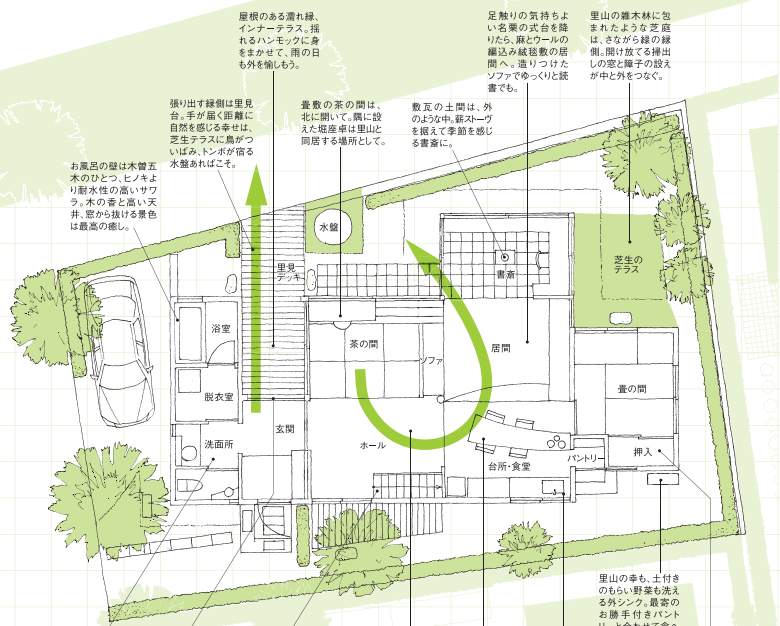 屋根のある濡れ縁、
インナーテラス。揺
れるハンモックに身
をまかせて、雨の日
も外を愉しもう。
足触りの気持ちよ
い名栗の式台を降
りたら、麻とウールの
編込み絨毯敷の居
間へ。造りつけた
ソファでゆっくりと読
書でも。
里山の雑木林に包
まれたような芝庭
は、さながら緑の縁
側。開け放てる掃出
しの窓と障子の設え
が中と外をつなぐ。
張り出す縁側は里見
台。手が届く距離に
自然を感じる幸せは、
芝生テラスに鳥がつ
いばみ、トンボが宿る
水盤あればこそ。
畳敷の茶の間は、
北に開いて。隅に設
えた堀座卓は里山と
同居する場所として。
敷瓦の土間は、外
のような中。薪ストーヴ
を据えて季節を感じ
る書斎に。
お風呂の壁は木曽五
木のひとつ、ヒノキよ
り耐水性の高いサワ
ラ。木の香と高い天
井、窓から抜ける景色
は最高の癒し。
水盤
里見
デッキ
書斎
芝生の
テラス
浴室
茶の間
ソファ
居間
脱衣室
畳の間
玄関
洗面所
ホール
台所・食堂
パントリー
押入
里山の幸も、土付き
のもらい野菜も洗え
る外シンク。最寄の
お勝手付きパント